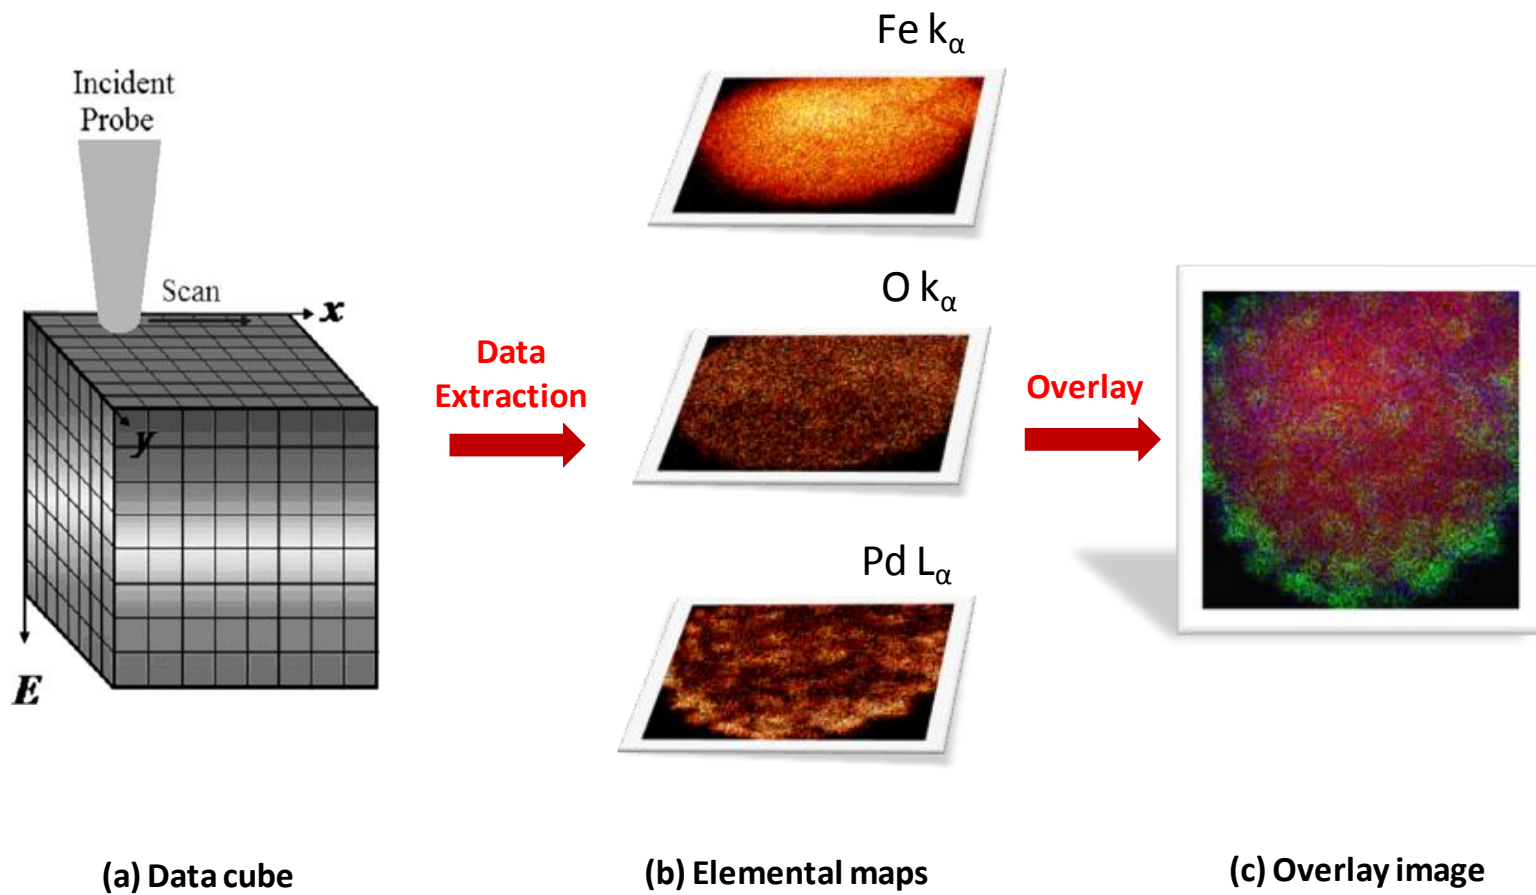 Incident
Probe
Scan
x
y
E
Data
Extraction
Fe kα
O kα
Pd Lα
Overlay
(a) Data cube
(b) Elemental maps
(c) Overlay image